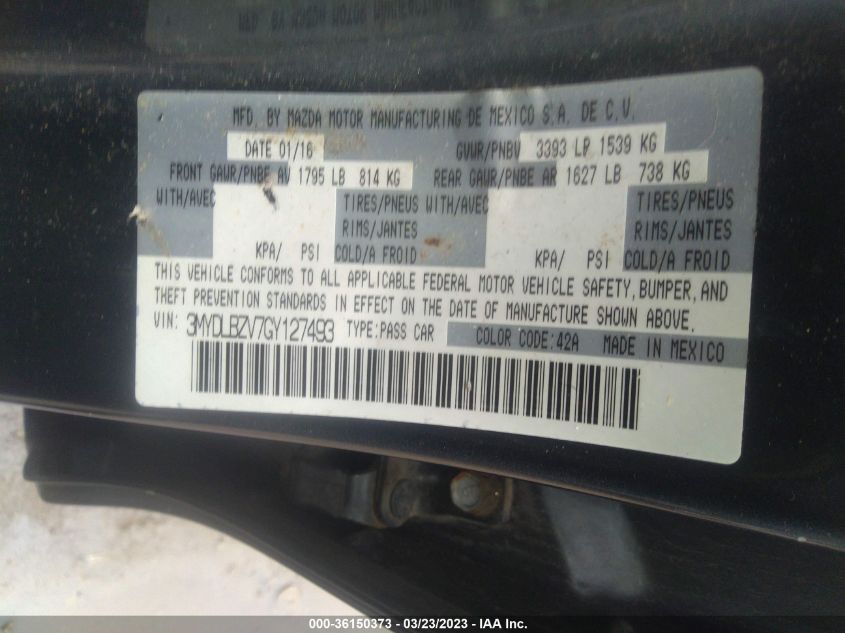 MFD. BY MAZDA MOTOR MANUFACTURING DE MEXICO S.A. DE C.V.
DATE 01/16 GVWR/PNBV 3393 LB 1539 KG
FRONT GAWR/PNBE AV 1795 LB 814 KG REAR GAWR/PNBE AR 1627 LB 738 KG
WITH/AVEC TIRES/PNEUS WITH/AVEC TIRES/PNEUS
RIMS/JANTES RIMS/JANTES
KPA/ PSI COLD/A FROID KPA/ PSI COLD/A FROID
THIS VEHICLE CONFORMS TO ALL APPLICABLE FEDERAL MOTOR VEHICLE SAFETY, BUMPER, AND
THEFT PREVENTION STANDARDS IN EFFECT ON THE DATE OF MANUFACTURE SHOWN ABOVE.
VIN: 3MYDLBZV7GY127493 TYPE: PASS CAR COLOR CODE: 42A MADE IN MEXICO
000-36150373 - 03/23/2023 - IAA Inc.